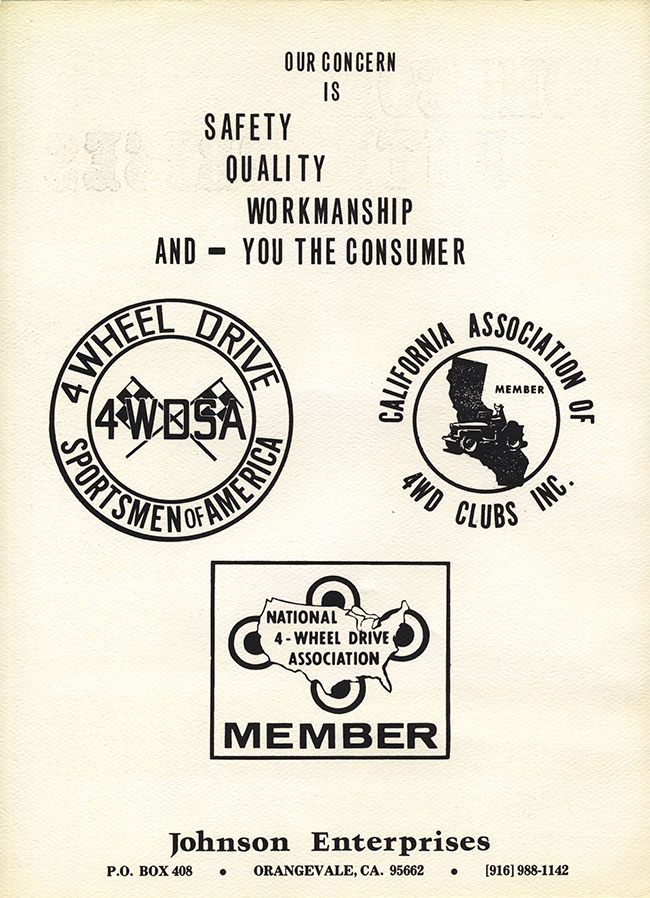 OUR CONCERN
IS
SAFETY
QUALITY
WORKMANSHIP
AND - YOU THE CONSUMER
4 WHEEL DRIVE
4WDSA
SPORTSMEN OF AMERICA
CALIFORNIA ASSOCIATION OF
MEMBER
4WD CLUBS INC.
NATIONAL
4-WHEEL DRIVE
ASSOCIATION
MEMBER
Johnson Enterprises
P.O. BOX 408 • ORANGEVALE, CA. 95662 • [916] 988-1142